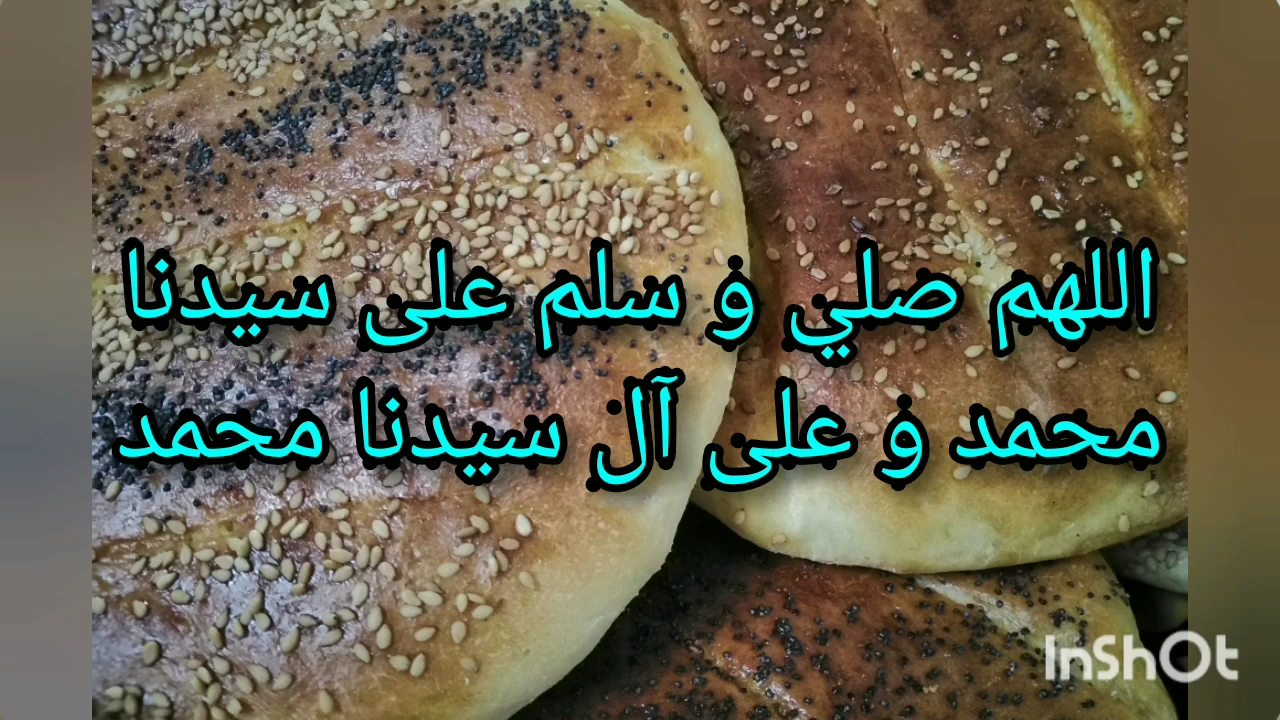 اللهم صلي و سلم على سيدنا
محمد و على آل سيدنا محمد
InShOt